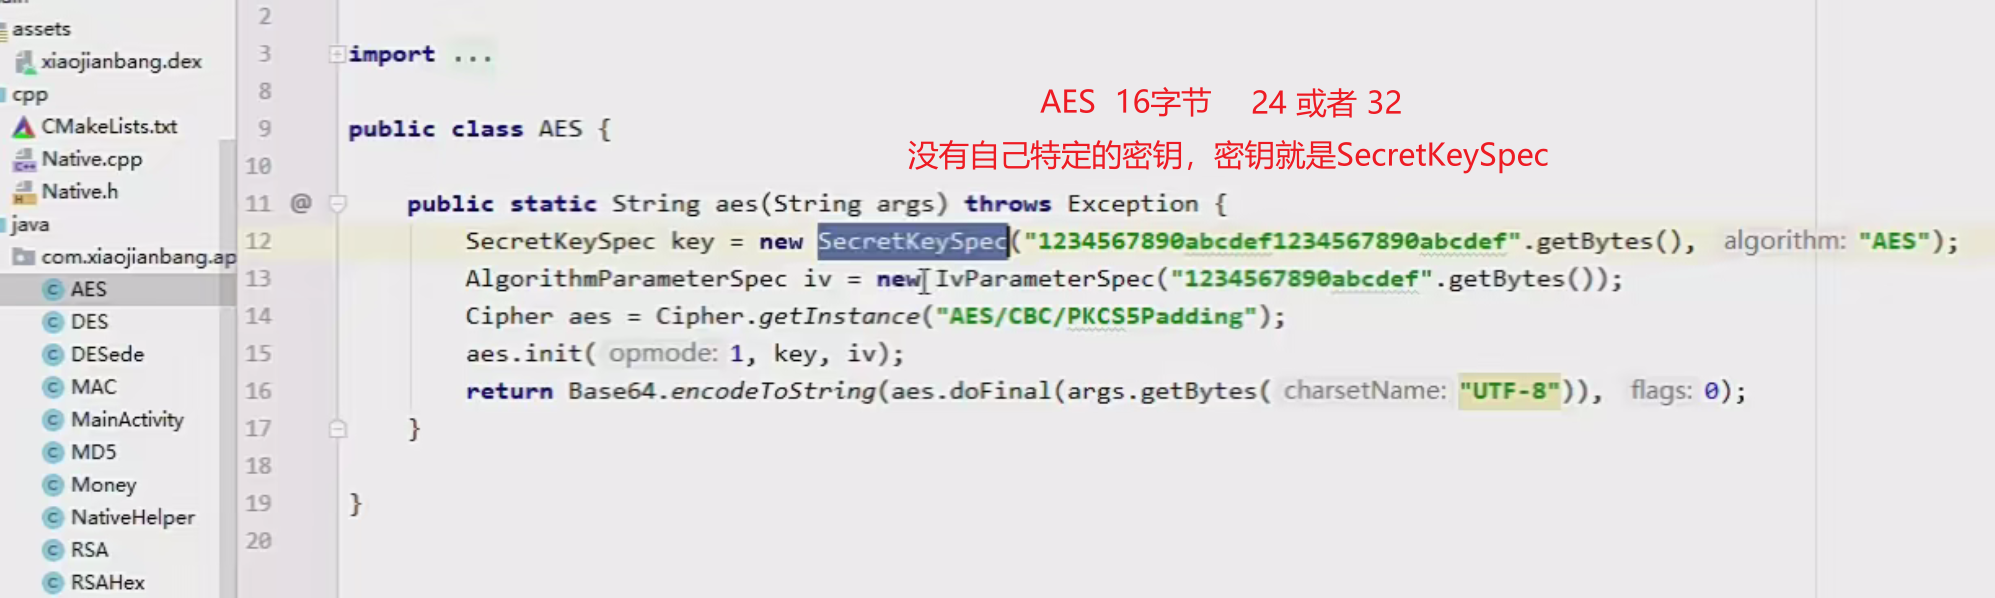 assets
xiaojianbang.dex
cpp
CMakeLists.txt
Native.cpp
Native.h
java
com.xiaojianbang.ap
AES
DES
DESede
MAC
MainActivity
MD5
Money
NativeHelper
RSA
RSAHex
AES 16字节 24 或者 32
没有自己特定的密钥，密钥就是SecretKeySpec
2
3 import ...
8
9 public class AES {
10
11 @ public static String aes(String args) throws Exception {
12 SecretKeySpec key = new SecretKeySpec("1234567890abcdef1234567890abcdef".getBytes(), algorithm: "AES");
13 AlgorithmParameterSpec iv = new IvParameterSpec("1234567890abcdef".getBytes());
14 Cipher aes = Cipher.getInstance("AES/CBC/PKCS5Padding");
15 aes.init( opmode: 1, key, iv);
16 return Base64.encodeToString(aes.doFinal(args.getBytes( charsetName: "UTF-8")), flags: 0);
17 }
18
19 }
20